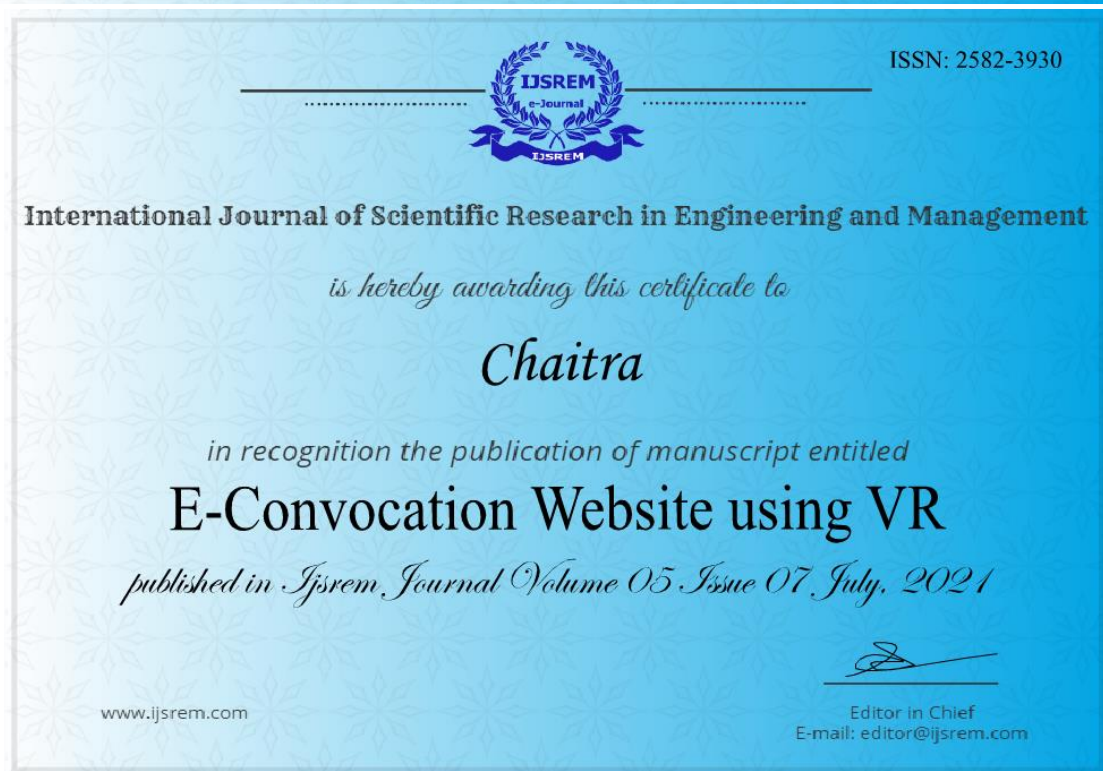 ISSN: 2582-3930
IJSREM
e-Journal
IJSREM
International Journal of Scientific Research in Engineering and Management
is hereby awarding this certificate to
Chaitra
in recognition the publication of manuscript entitled
E-Convocation Website using VR
published in Ijsrem Journal Volume 05 Issue 07 July, 2021
www.ijsrem.com
Editor in Chief
E-mail: editor@ijsrem.com